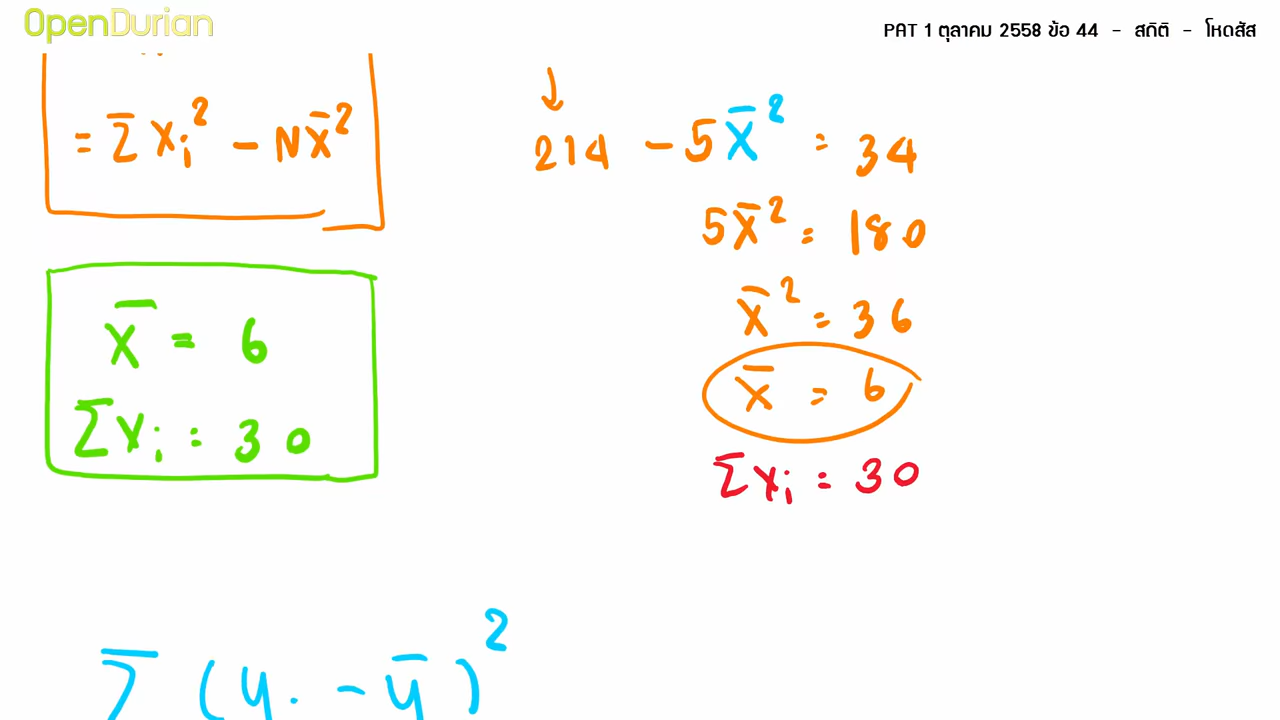 OpenDurian
PAT 1 ตุลาคม 2558 ข้อ 44 - สถิติ - โหดสัส
= Σ xᵢ² - Nx̄²
214 - 5x̄² = 34
5x̄² = 180
x̄² = 36
x̄ = 6
Σxᵢ = 30
x̄ = 6
Σxᵢ = 30
Σ (yᵢ - ȳ)²